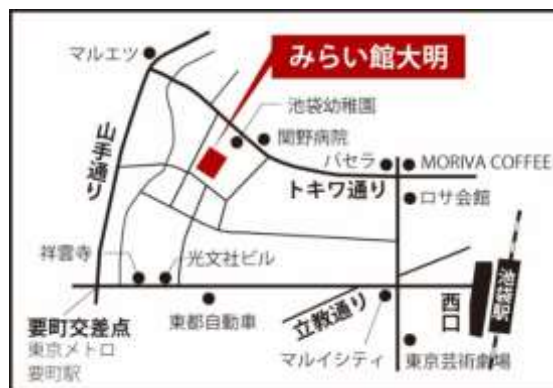 マルエツ
みらい館大明
池袋幼稚園
関野病院
山手通り
パセラ
MORIVA COFFEE
トキワ通り
ロサ会館
祥雲寺
光文社ビル
池袋駅
西口
要町交差点
東京メトロ
要町駅
東都自動車
立教通り
マルイシティ
東京芸術劇場